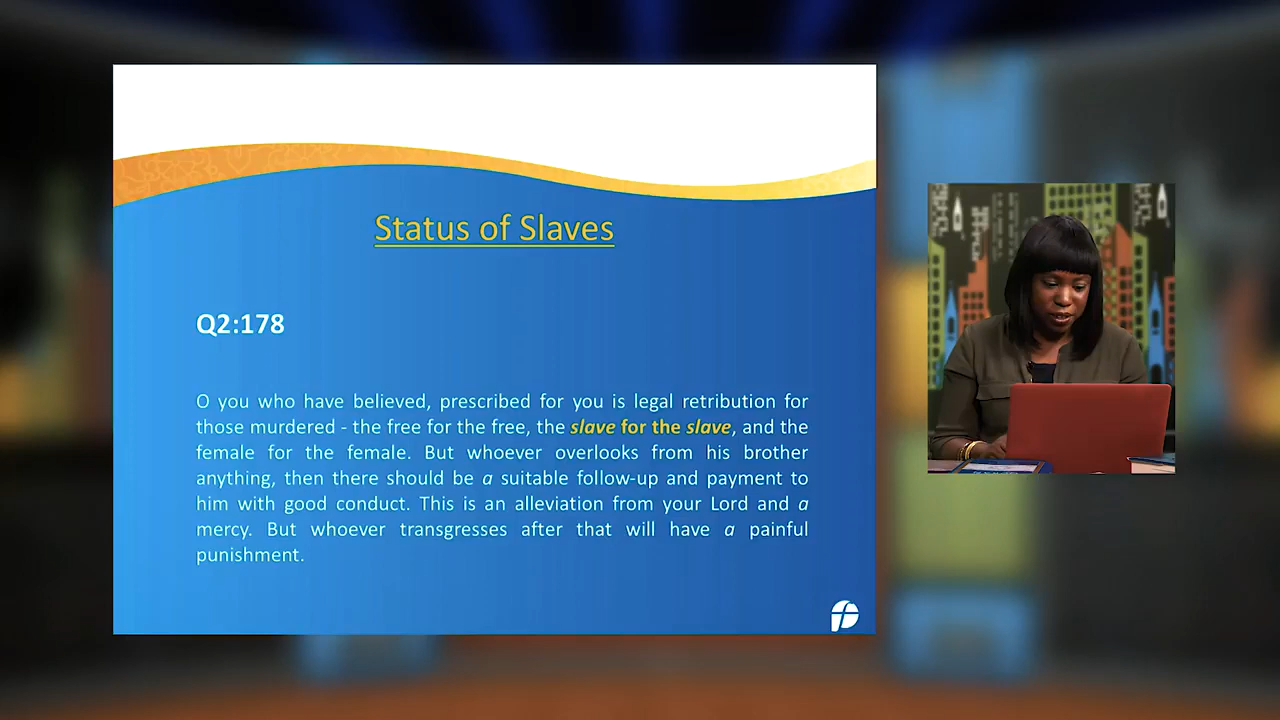 Status of Slaves
Q2:178
O you who have believed, prescribed for you is legal retribution for
those murdered - the free for the free, the slave for the slave, and the
female for the female. But whoever overlooks from his brother
anything, then there should be a suitable follow-up and payment to
him with good conduct. This is an alleviation from your Lord and a
mercy. But whoever transgresses after that will have a painful
punishment.